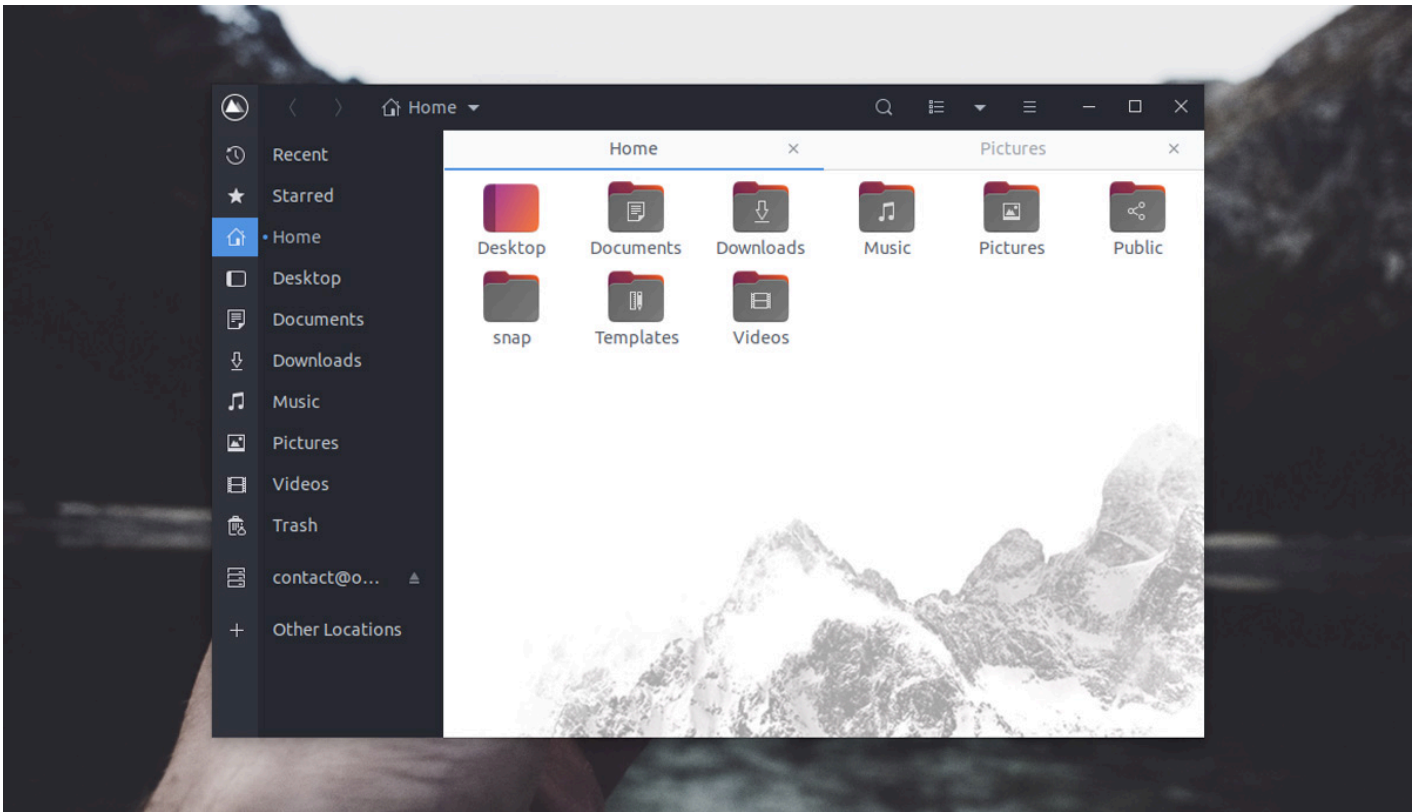 Home
Recent
Starred
Home
Desktop
Documents
Downloads
Music
Pictures
Videos
Trash
contact@o...
Other Locations
Home Pictures
Desktop Documents Downloads Music Pictures Public
snap Templates Videos